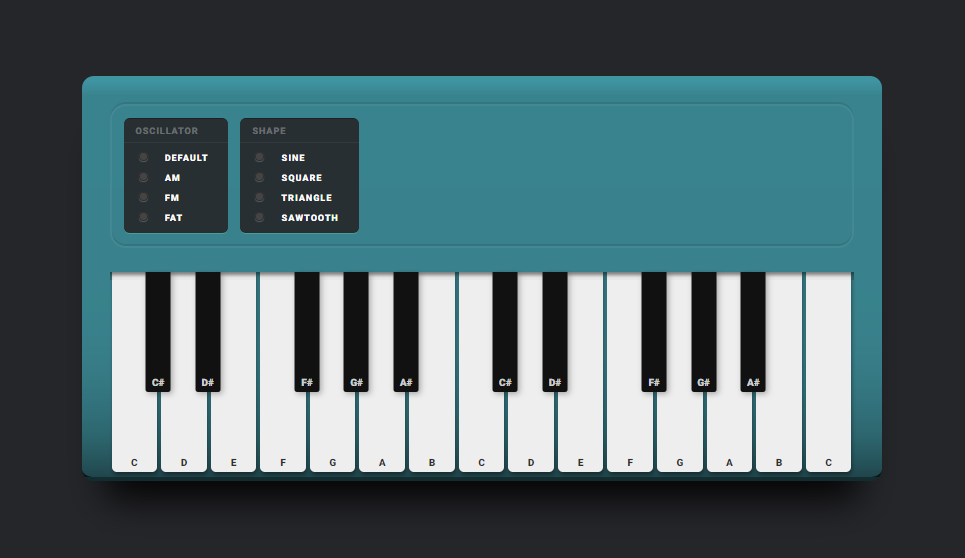 OSCILLATOR
DEFAULT
AM
FM
FAT
SHAPE
SINE
SQUARE
TRIANGLE
SAWTOOTH
C# D# F# G# A# C# D# F# G# A#
C D E F G A B C D E F G A B C